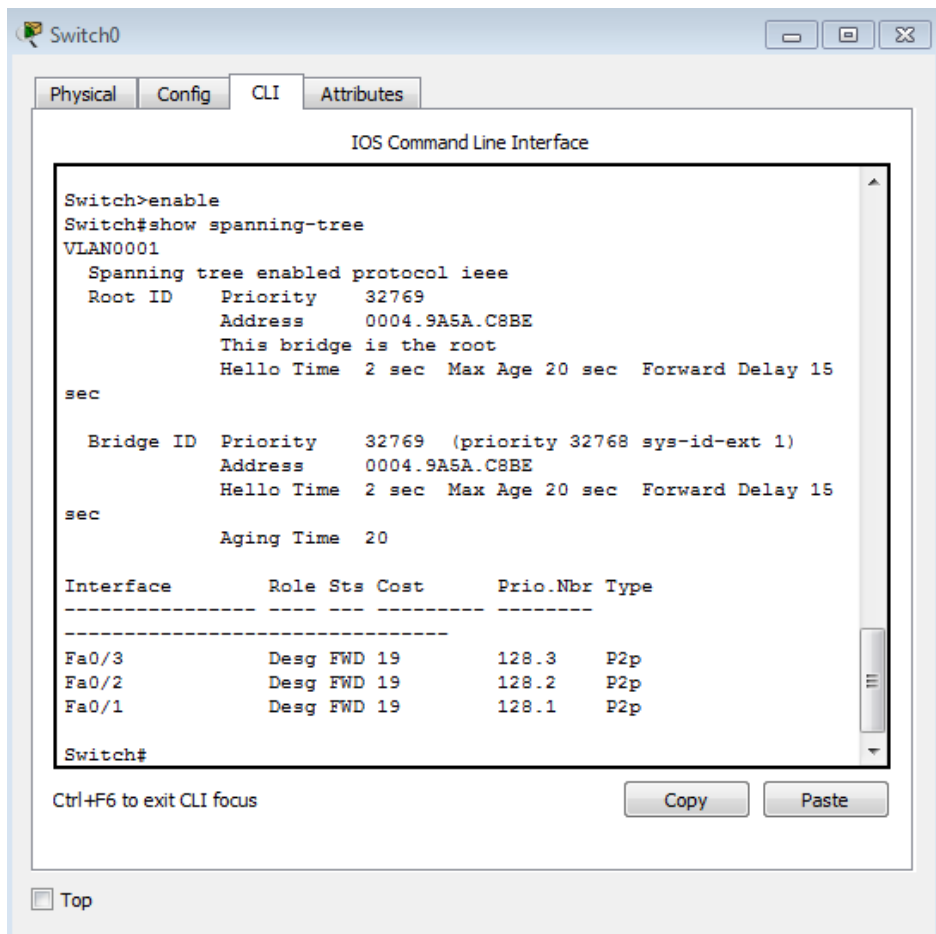 Switch0
Physical Config CLI Attributes
IOS Command Line Interface
Switch>enable
Switch#show spanning-tree
VLAN0001
  Spanning tree enabled protocol ieee
  Root ID    Priority    32769
             Address     0004.9A5A.C8BE
             This bridge is the root
             Hello Time  2 sec  Max Age 20 sec  Forward Delay 15
sec

  Bridge ID  Priority    32769  (priority 32768 sys-id-ext 1)
             Address     0004.9A5A.C8BE
             Hello Time  2 sec  Max Age 20 sec  Forward Delay 15
sec
             Aging Time  20

Interface        Role Sts Cost      Prio.Nbr Type
---------------- ---- --- --------- --------
--------------------------------
Fa0/3            Desg FWD 19        128.3    P2p
Fa0/2            Desg FWD 19        128.2    P2p
Fa0/1            Desg FWD 19        128.1    P2p

Switch#
Ctrl+F6 to exit CLI focus Copy Paste
Top